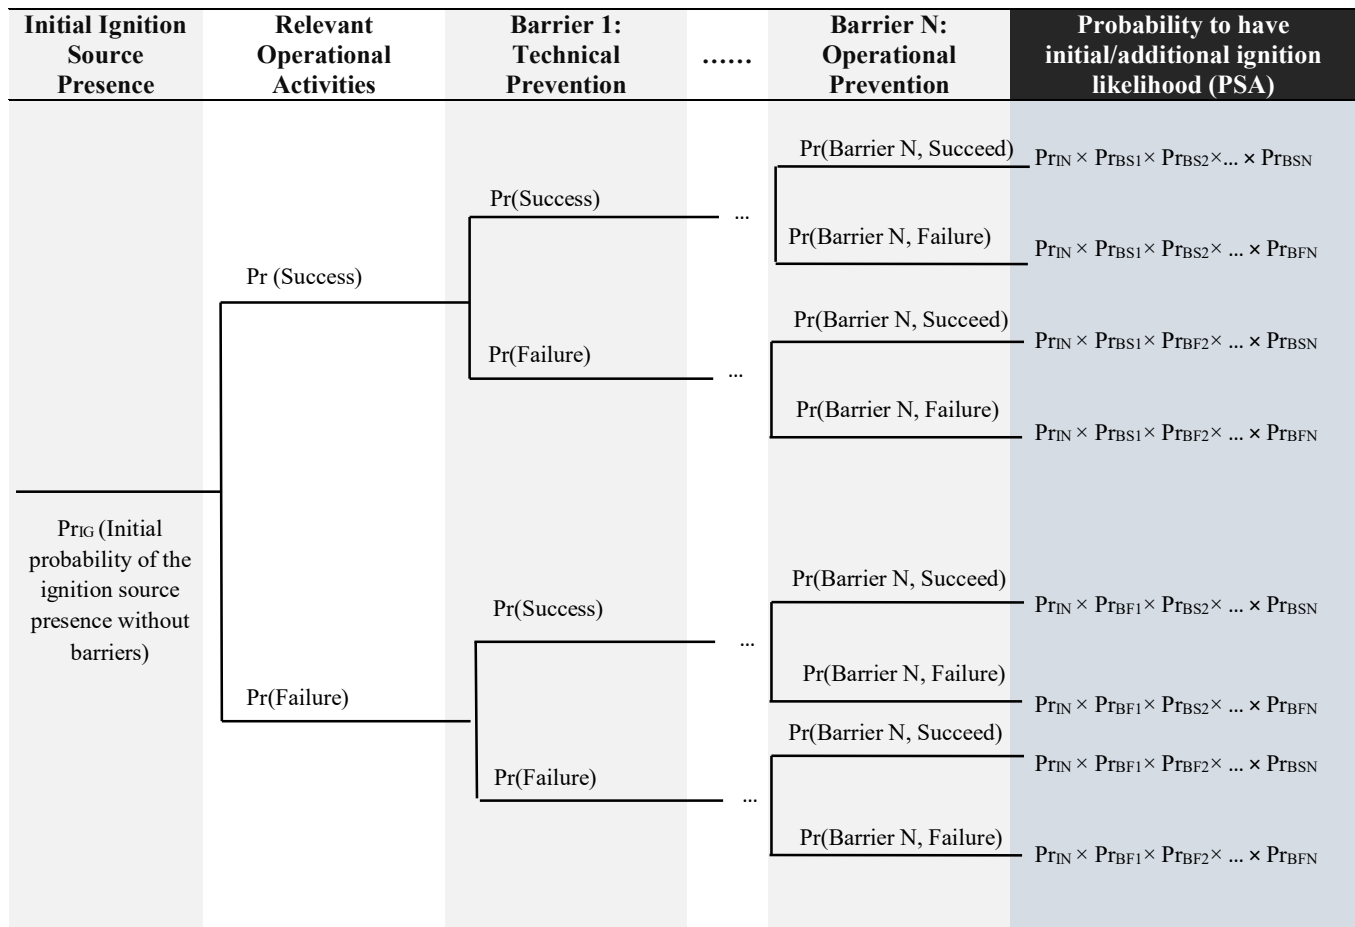 Initial Ignition
Source
Presence
Relevant
Operational
Activities
Barrier 1:
Technical
Prevention
……
Barrier N:
Operational
Prevention
Probability to have
initial/additional ignition
likelihood (PSA)
Pr(Barrier N, Succeed)
PrIN × PrBS1× PrBS2 ×... × PrBSN
Pr(Success)
...
Pr(Barrier N, Failure)
PrIN × PrBS1× PrBS2× ... × PrBFN
Pr (Success)
Pr(Barrier N, Succeed)
PrIN × PrBS1× PrBF2× ... × PrBSN
Pr(Failure)
...
Pr(Barrier N, Failure)
PrIN × PrBS1× PrBF2× ... × PrBFN
PrIG (Initial
probability of the
ignition source
presence without
barriers)
Pr(Barrier N, Succeed)
PrIN × PrBF1× PrBS2× ... × PrBSN
Pr(Success)
...
Pr(Barrier N, Failure)
PrIN × PrBF1× PrBS2× ... × PrBFN
Pr(Failure)
Pr(Barrier N, Succeed)
PrIN × PrBF1× PrBF2× ... × PrBSN
Pr(Failure)
...
Pr(Barrier N, Failure)
PrIN × PrBF1× PrBF2× ... × PrBFN